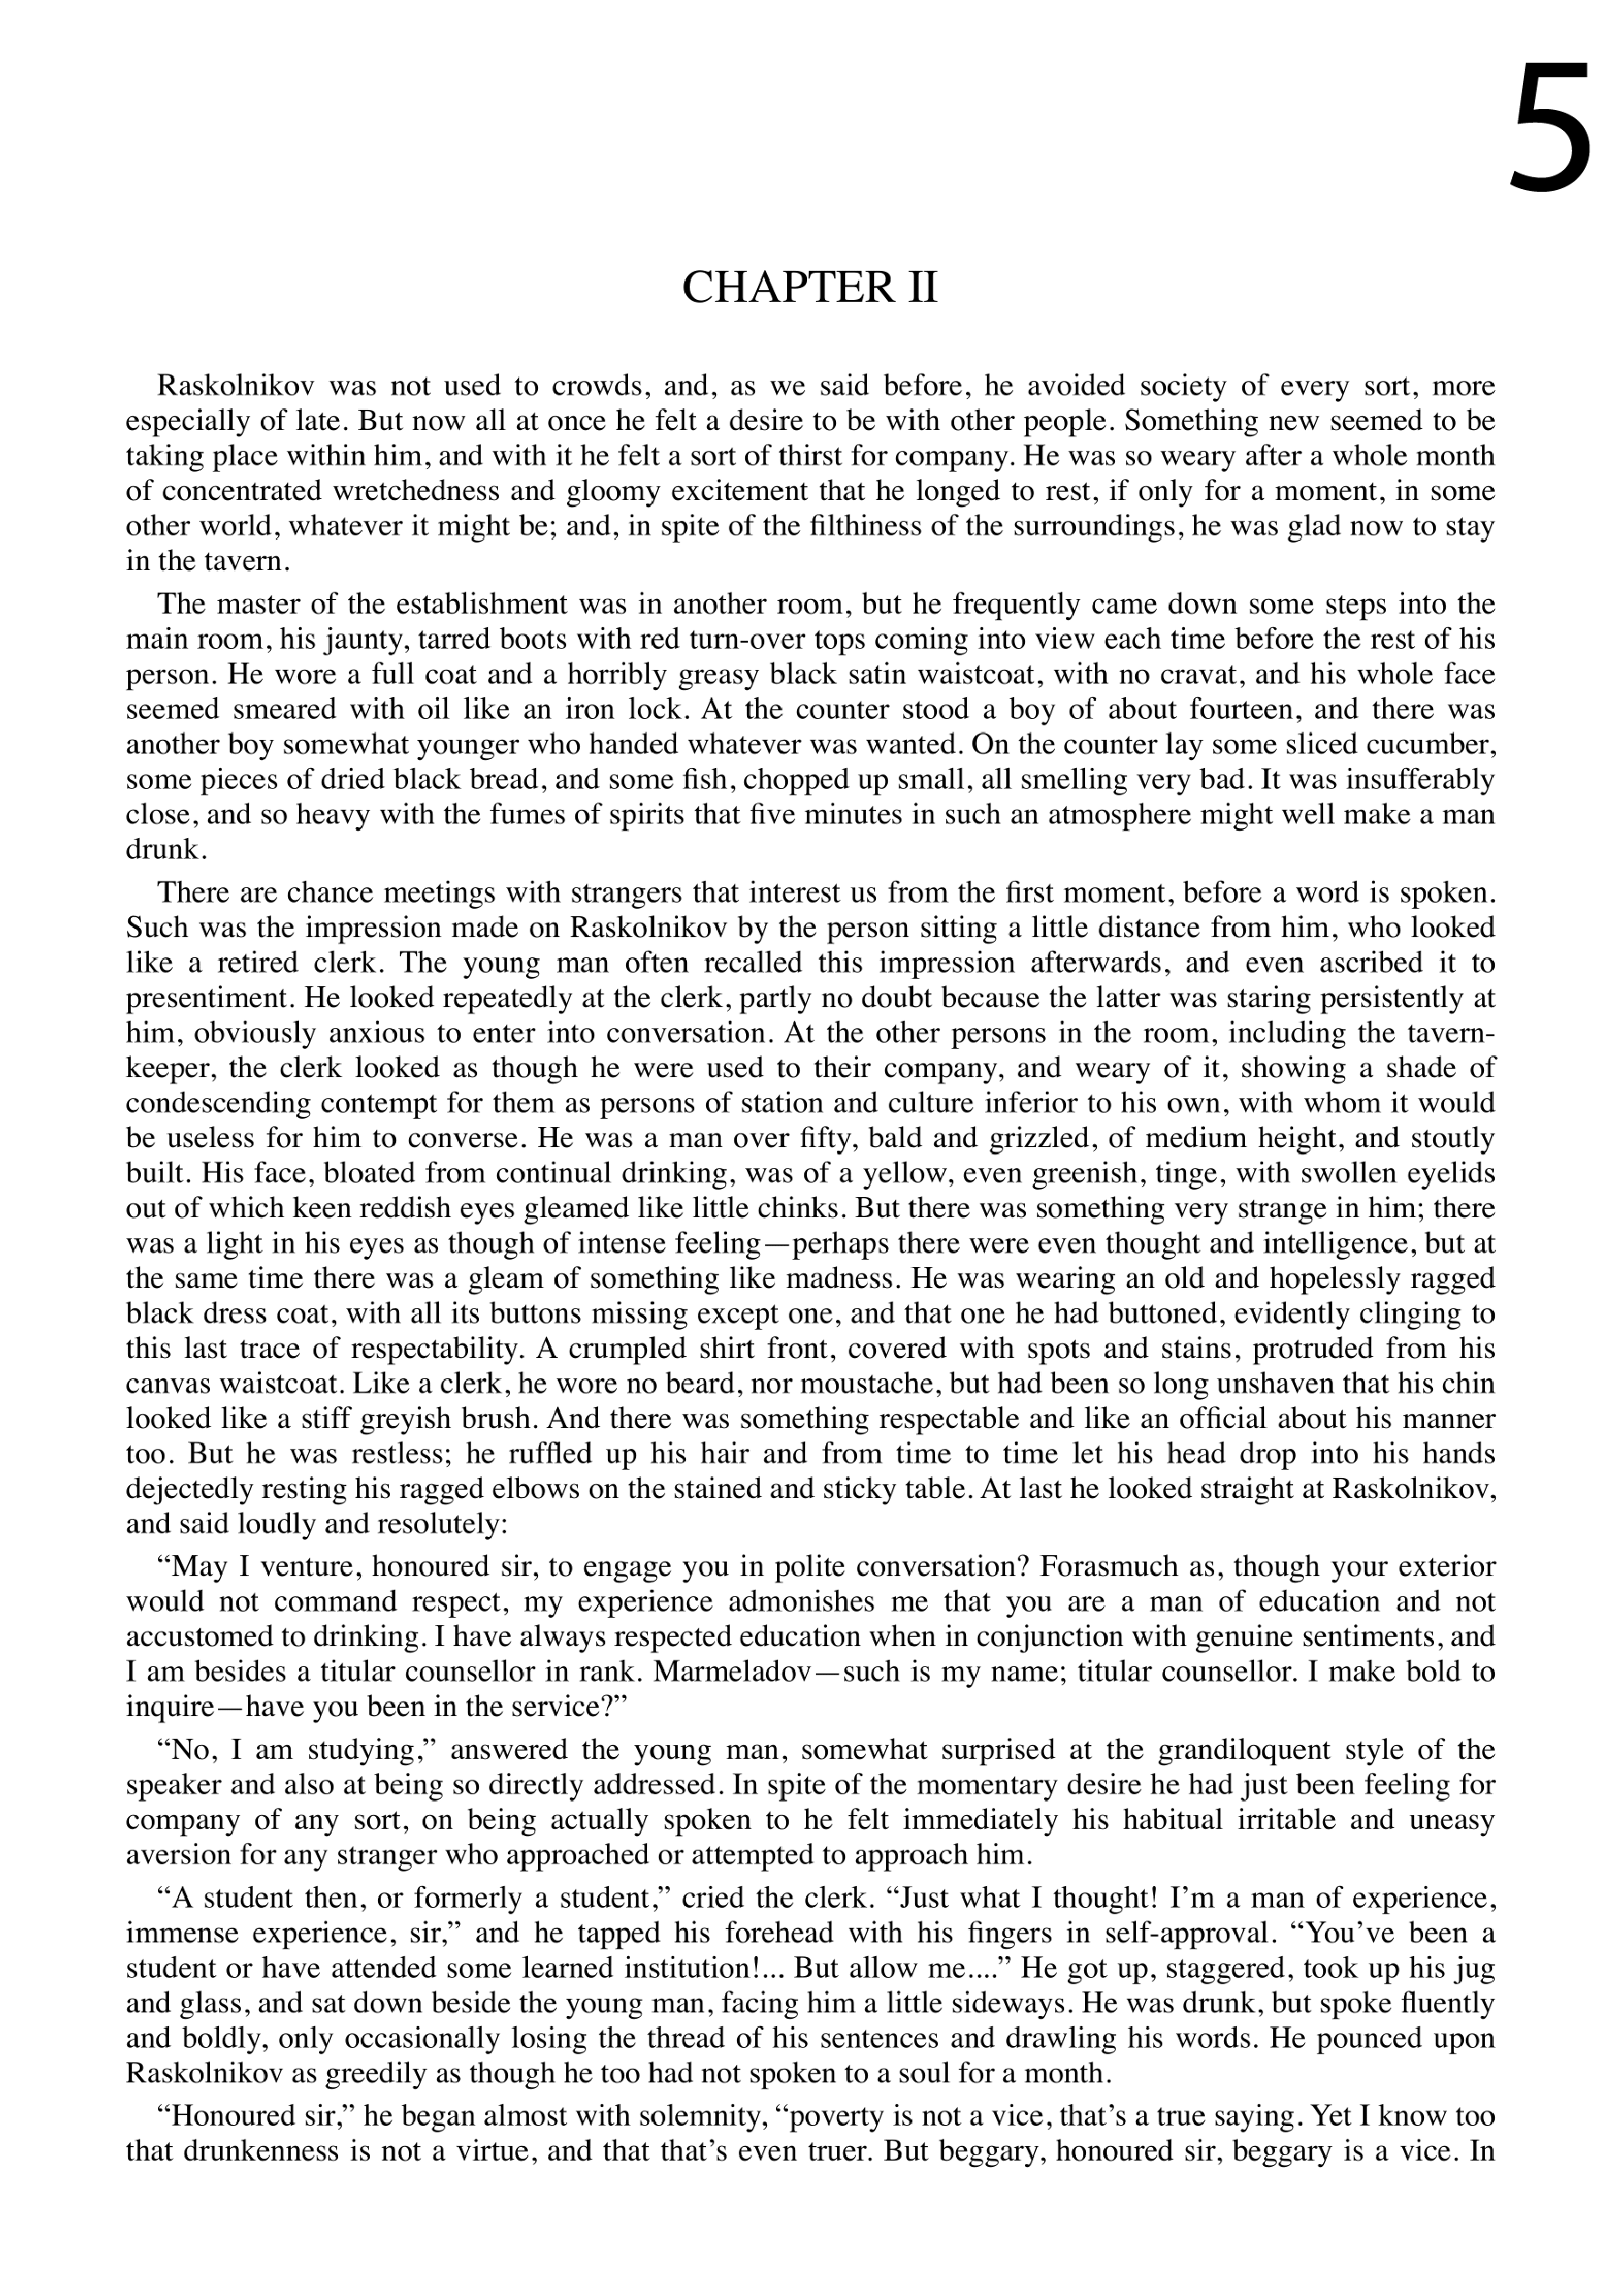 5
CHAPTER II
Raskolnikov was not used to crowds, and, as we said before, he avoided society of every sort, more
especially of late. But now all at once he felt a desire to be with other people. Something new seemed to be
taking place within him, and with it he felt a sort of thirst for company. He was so weary after a whole month
of concentrated wretchedness and gloomy excitement that he longed to rest, if only for a moment, in some
other world, whatever it might be; and, in spite of the filthiness of the surroundings, he was glad now to stay
in the tavern.
The master of the establishment was in another room, but he frequently came down some steps into the
main room, his jaunty, tarred boots with red turn-over tops coming into view each time before the rest of his
person. He wore a full coat and a horribly greasy black satin waistcoat, with no cravat, and his whole face
seemed smeared with oil like an iron lock. At the counter stood a boy of about fourteen, and there was
another boy somewhat younger who handed whatever was wanted. On the counter lay some sliced cucumber,
some pieces of dried black bread, and some fish, chopped up small, all smelling very bad. It was insufferably
close, and so heavy with the fumes of spirits that five minutes in such an atmosphere might well make a man
drunk.
There are chance meetings with strangers that interest us from the first moment, before a word is spoken.
Such was the impression made on Raskolnikov by the person sitting a little distance from him, who looked
like a retired clerk. The young man often recalled this impression afterwards, and even ascribed it to
presentiment. He looked repeatedly at the clerk, partly no doubt because the latter was staring persistently at
him, obviously anxious to enter into conversation. At the other persons in the room, including the tavern-
keeper, the clerk looked as though he were used to their company, and weary of it, showing a shade of
condescending contempt for them as persons of station and culture inferior to his own, with whom it would
be useless for him to converse. He was a man over fifty, bald and grizzled, of medium height, and stoutly
built. His face, bloated from continual drinking, was of a yellow, even greenish, tinge, with swollen eyelids
out of which keen reddish eyes gleamed like little chinks. But there was something very strange in him; there
was a light in his eyes as though of intense feeling—perhaps there were even thought and intelligence, but at
the same time there was a gleam of something like madness. He was wearing an old and hopelessly ragged
black dress coat, with all its buttons missing except one, and that one he had buttoned, evidently clinging to
this last trace of respectability. A crumpled shirt front, covered with spots and stains, protruded from his
canvas waistcoat. Like a clerk, he wore no beard, nor moustache, but had been so long unshaven that his chin
looked like a stiff greyish brush. And there was something respectable and like an official about his manner
too. But he was restless; he ruffled up his hair and from time to time let his head drop into his hands
dejectedly resting his ragged elbows on the stained and sticky table. At last he looked straight at Raskolnikov,
and said loudly and resolutely:
“May I venture, honoured sir, to engage you in polite conversation? Forasmuch as, though your exterior
would not command respect, my experience admonishes me that you are a man of education and not
accustomed to drinking. I have always respected education when in conjunction with genuine sentiments, and
I am besides a titular counsellor in rank. Marmeladov—such is my name; titular counsellor. I make bold to
inquire—have you been in the service?”
“No, I am studying,” answered the young man, somewhat surprised at the grandiloquent style of the
speaker and also at being so directly addressed. In spite of the momentary desire he had just been feeling for
company of any sort, on being actually spoken to he felt immediately his habitual irritable and uneasy
aversion for any stranger who approached or attempted to approach him.
“A student then, or formerly a student,” cried the clerk. “Just what I thought! I’m a man of experience,
immense experience, sir,” and he tapped his forehead with his fingers in self-approval. “You’ve been a
student or have attended some learned institution!... But allow me....” He got up, staggered, took up his jug
and glass, and sat down beside the young man, facing him a little sideways. He was drunk, but spoke fluently
and boldly, only occasionally losing the thread of his sentences and drawling his words. He pounced upon
Raskolnikov as greedily as though he too had not spoken to a soul for a month.
“Honoured sir,” he began almost with solemnity, “poverty is not a vice, that’s a true saying. Yet I know too
that drunkenness is not a virtue, and that that’s even truer. But beggary, honoured sir, beggary is a vice. In